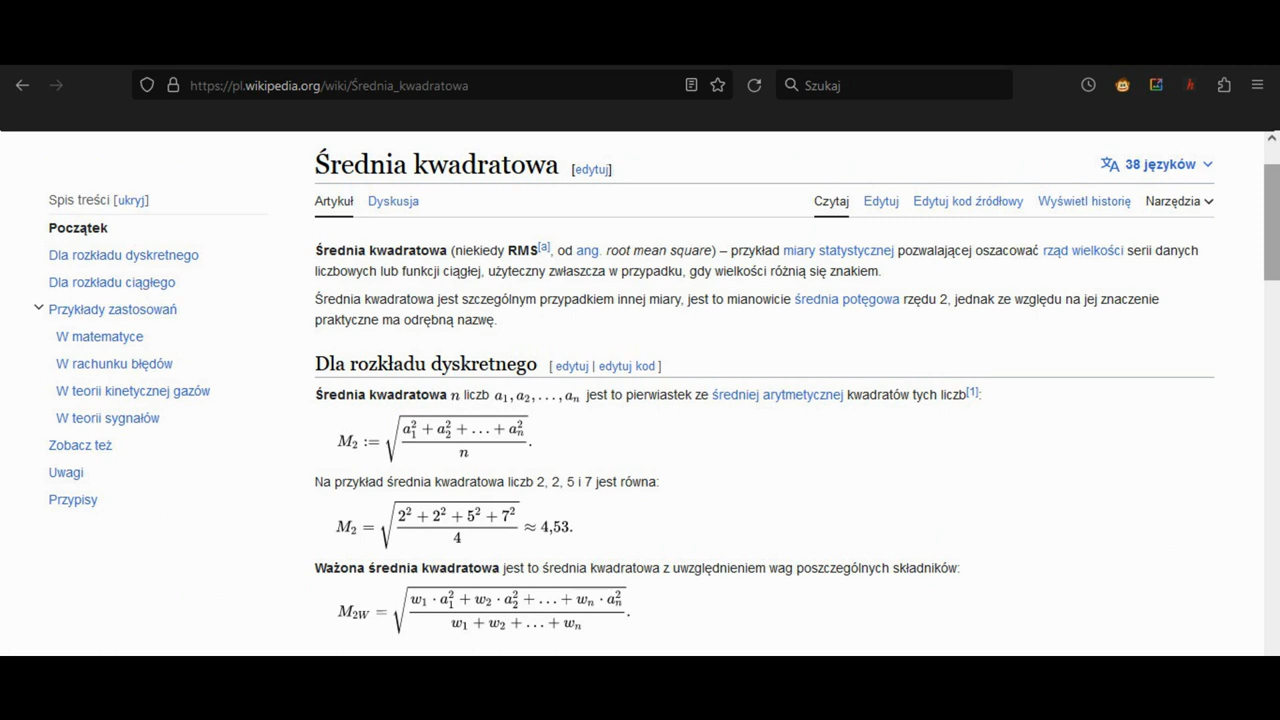 https://pl.wikipedia.org/wiki/Średnia_kwadratowa
Szukaj
Średnia kwadratowa [edytuj]
38 języków
Artykuł Dyskusja Czytaj Edytuj Edytuj kod źródłowy Wyświetl historię Narzędzia
Spis treści [ukryj]
Początek
Dla rozkładu dyskretnego
Dla rozkładu ciągłego
Przykłady zastosowań
W matematyce
W rachunku błędów
W teorii kinetycznej gazów
W teorii sygnałów
Zobacz też
Uwagi
Przypisy
Średnia kwadratowa (niekiedy RMS[a], od ang. root mean square) – przykład miary statystycznej pozwalającej oszacować rząd wielkości serii danych
liczbowych lub funkcji ciągłej, użyteczny zwłaszcza w przypadku, gdy wielkości różnią się znakiem.
Średnia kwadratowa jest szczególnym przypadkiem innej miary, jest to mianowicie średnia potęgowa rzędu 2, jednak ze względu na jej znaczenie
praktyczne ma odrębną nazwę.
Dla rozkładu dyskretnego [ edytuj | edytuj kod ]
Średnia kwadratowa n liczb a₁, a₂, …, aₙ jest to pierwiastek ze średniej arytmetycznej kwadratów tych liczb[1]:
M₂ := √((a₁² + a₂² + … + aₙ²)/n).
Na przykład średnia kwadratowa liczb 2, 2, 5 i 7 jest równa:
M₂ = √((2² + 2² + 5² + 7²)/4) ≈ 4,53.
Ważona średnia kwadratowa jest to średnia kwadratowa z uwzględnieniem wag poszczególnych składników:
M₂W = √((w₁ · a₁² + w₂ · a₂² + … + wₙ · aₙ²)/(w₁ + w₂ + … + wₙ)).